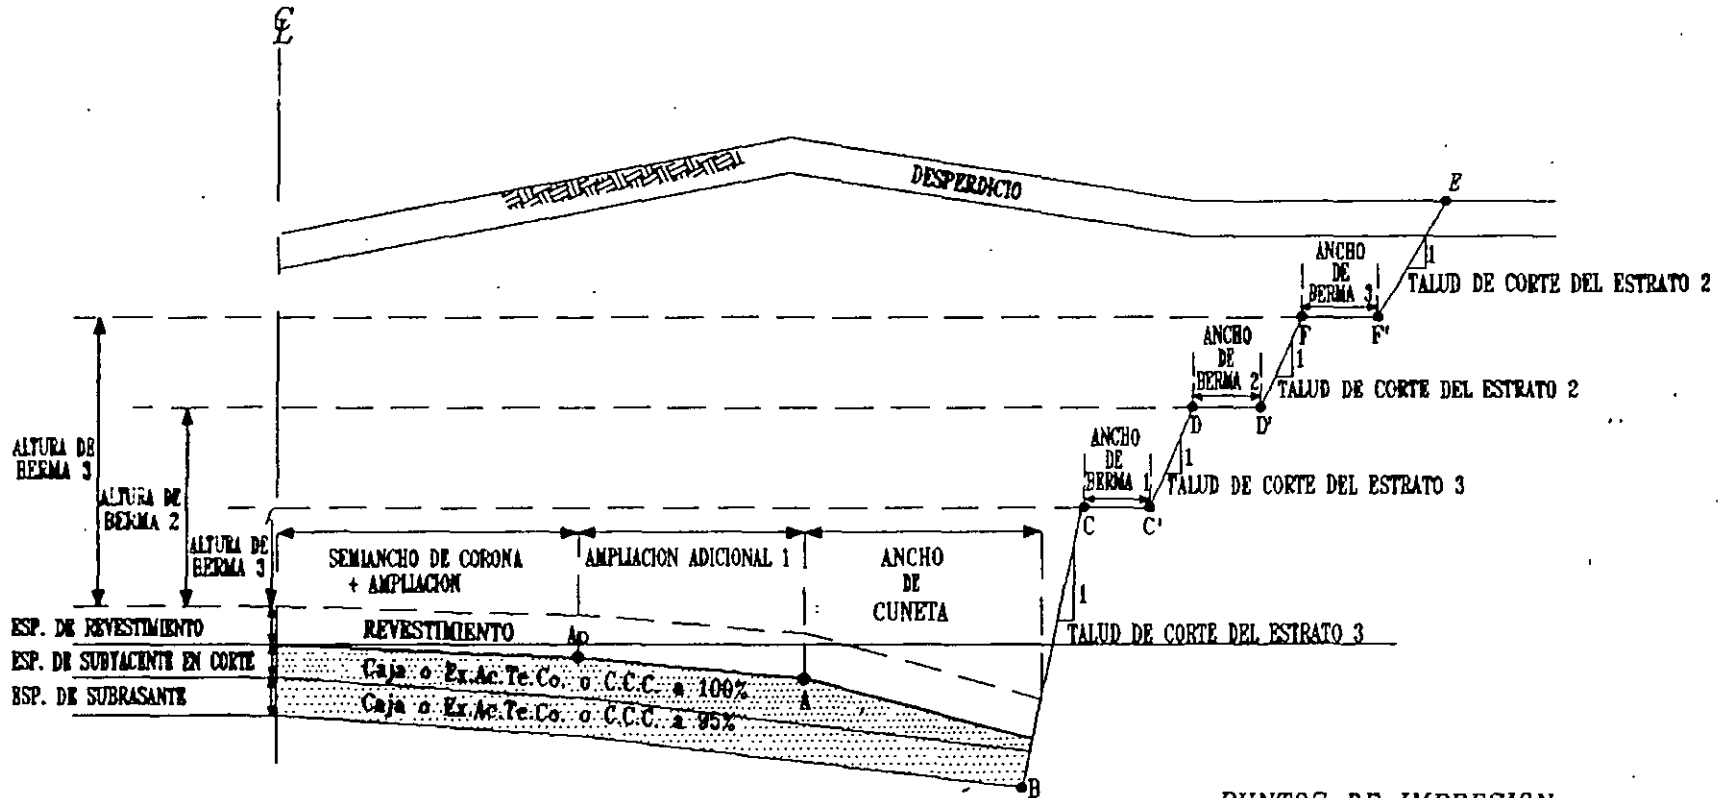 ℄
DESPERDICIO
E
ANCHO
DE
BERMA 3
1
TALUD DE CORTE DEL ESTRATO 2
F
F'
ANCHO
DE
BERMA 2
1
TALUD DE CORTE DEL ESTRATO 2
D
D'
ALTURA DE
BERMA 3
ANCHO
DE
BERMA 1
1
TALUD DE CORTE DEL ESTRATO 3
ALTURA DE
BERMA 2
C
C'
ALTURA DE
BERMA 3
SEMIANCHO DE CORONA
+ AMPLIACION
AMPLIACION ADICIONAL 1
ANCHO
DE
CUNETA
1
TALUD DE CORTE DEL ESTRATO 3
ESP. DE REVESTIMIENTO
REVESTIMIENTO
Ap
ESP. DE SUBYACENTE EN CORTE
Caja o Ex.Ac.Te.Co. o C.C.C. a 100%
A
ESP. DE SUBRASANTE
Caja o Ex.Ac.Te.Co. o C.C.C. a 95%
B